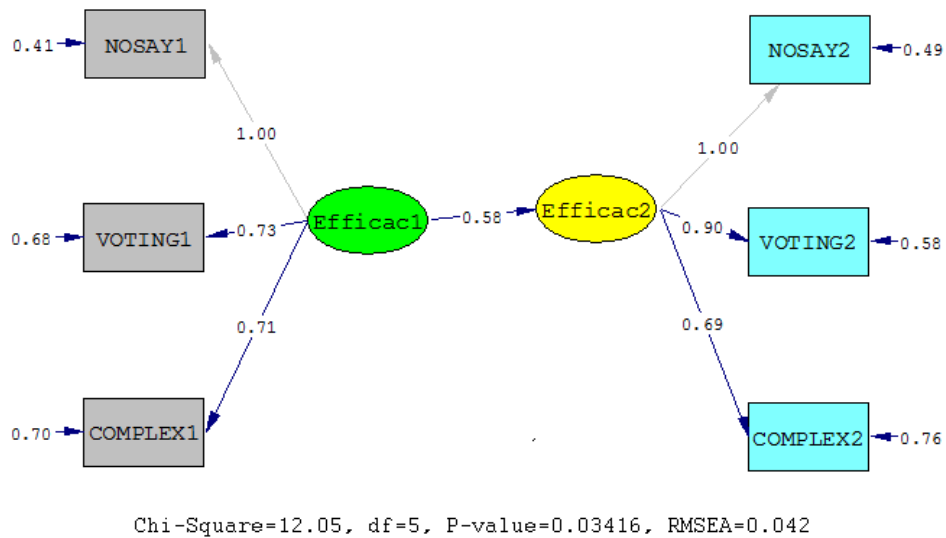 0.41
NOSAY1
NOSAY2
0.49
1.00
1.00
0.68
VOTING1
0.73
Efficac1
0.58
Efficac2
0.90
VOTING2
0.58
0.71
0.69
0.70
COMPLEX1
COMPLEX2
0.76
Chi-Square=12.05, df=5, P-value=0.03416, RMSEA=0.042